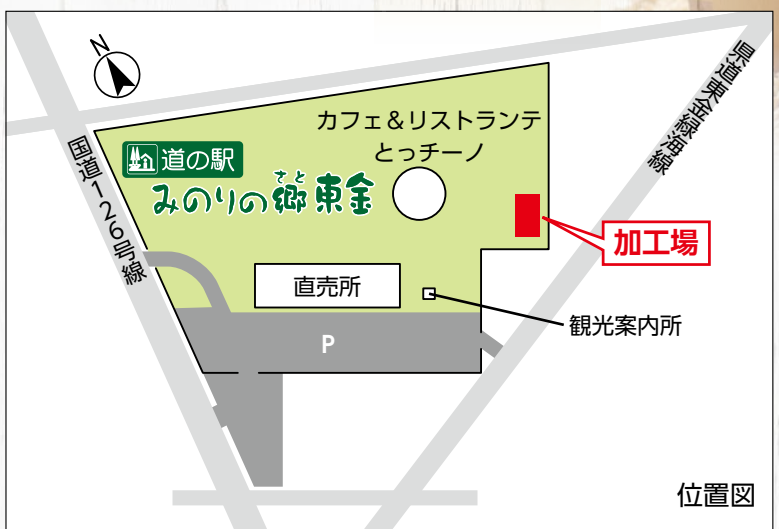 N
県道東金緑海線
国道126号線
カフェ＆リストランテ
とっチーノ
道の駅
さと
みのりの郷東金
加工場
直売所
観光案内所
P
位置図